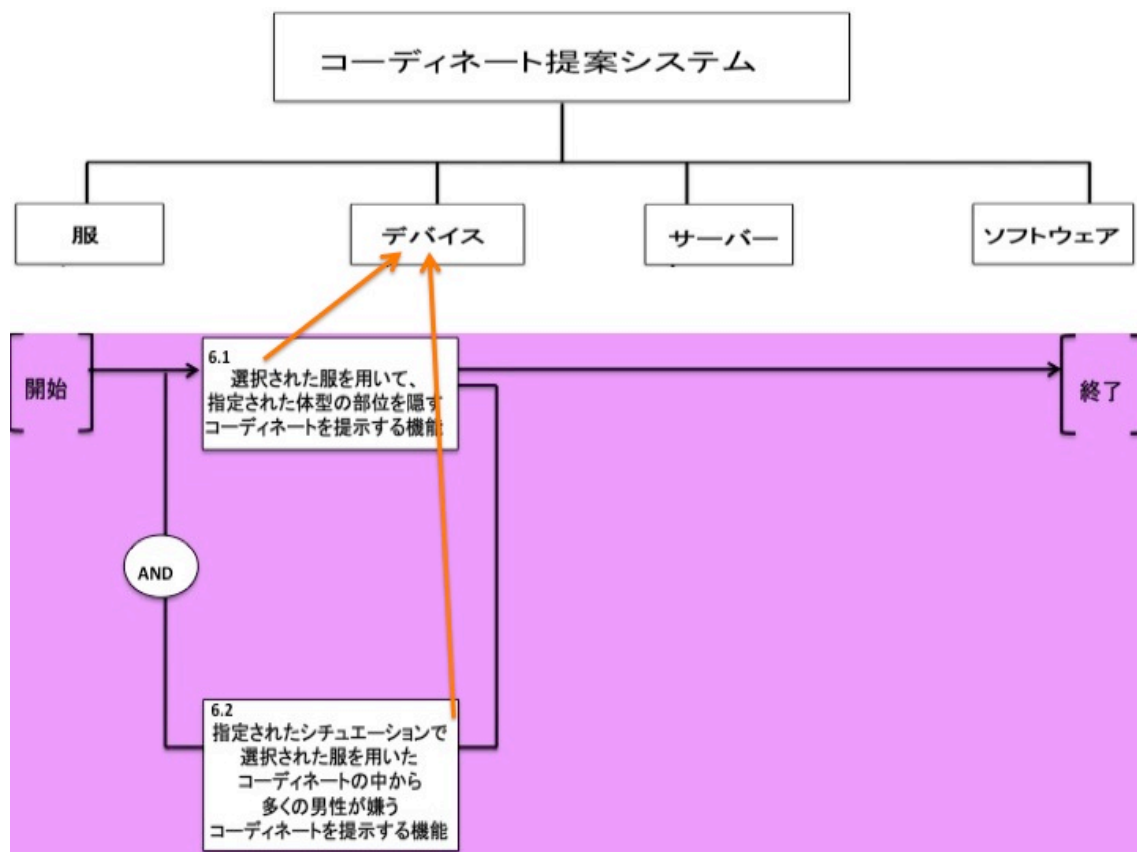 コーディネート提案システム
服
デバイス
サーバー
ソフトウェア
開始
6.1
選択された服を用いて、
指定された体型の部位を隠す
コーディネートを提示する機能
終了
AND
6.2
指定されたシチュエーションで
選択された服を用いた
コーディネートの中から
多くの男性が嫌う
コーディネートを提示する機能